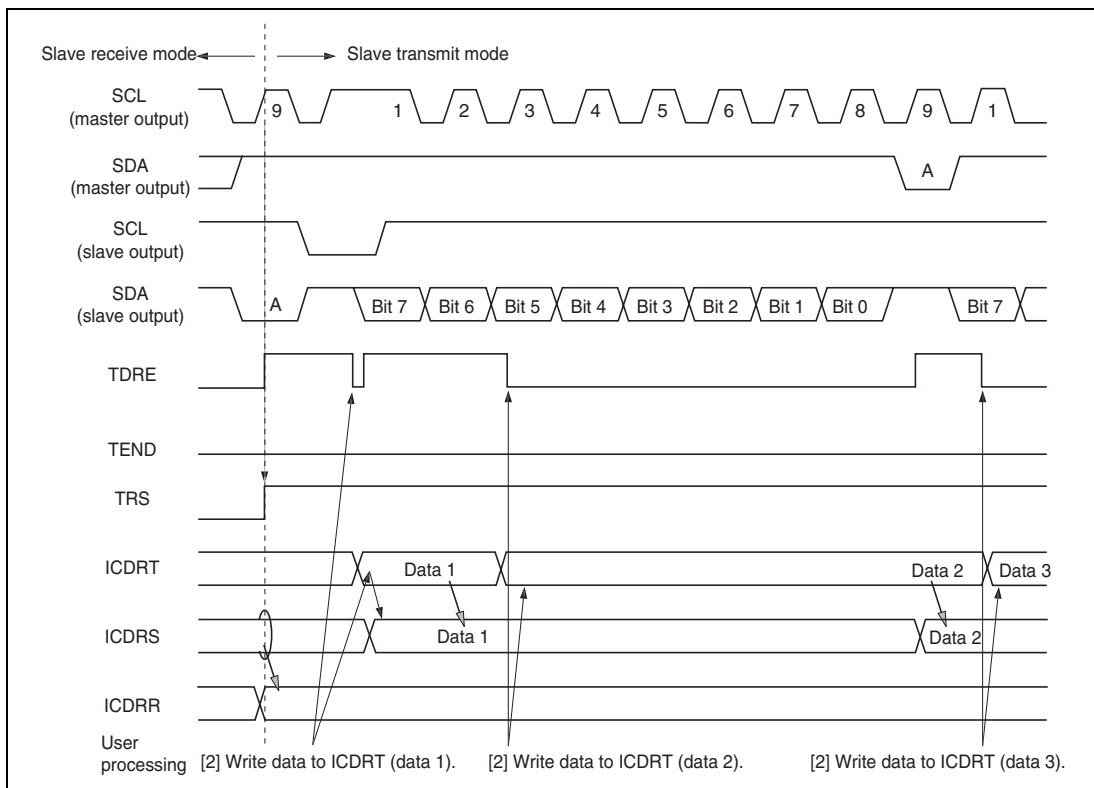 Slave receive mode
Slave transmit mode
SCL
(master output)
9 1 2 3 4 5 6 7 8 9 1
SDA
(master output)
A
SCL
(slave output)
SDA
(slave output)
A Bit 7 Bit 6 Bit 5 Bit 4 Bit 3 Bit 2 Bit 1 Bit 0 Bit 7
TDRE
TEND
TRS
ICDRT
Data 1 Data 2 Data 3
ICDRS
Data 1 Data 2
ICDRR
User
processing
[2] Write data to ICDRT (data 1).
[2] Write data to ICDRT (data 2).
[2] Write data to ICDRT (data 3).